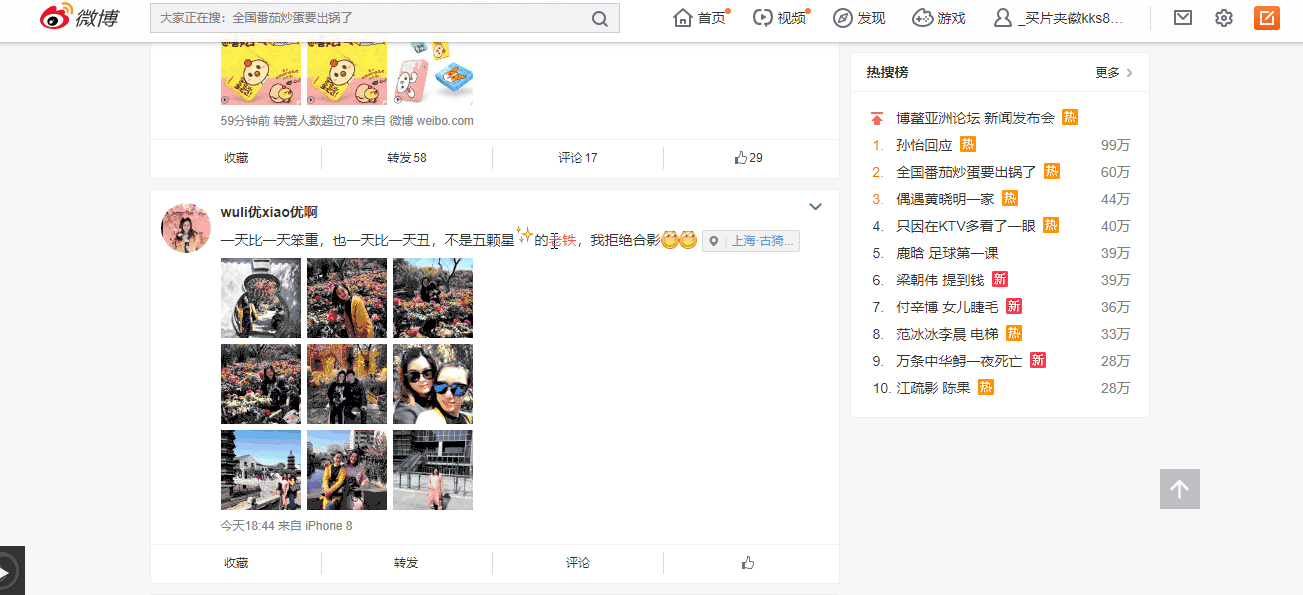 微博
大家正在搜：全国番茄炒蛋要出锅了
首页
视频
发现
游戏
_买片夹徽kks8...
59分钟前 转赞人数超过70 来自 微博 weibo.com
收藏
转发 58
评论 17
29
wuli优xiao优啊
一天比一天笨重，也一天比一天丑，不是五颗星✨的老铁，我拒绝合影 上海·古猗...
今天18:44 来自 iPhone 8
收藏
转发
评论
热搜榜
更多
博鳌亚洲论坛 新闻发布会 热
1. 孙怡回应 热 99万
2. 全国番茄炒蛋要出锅了 热 60万
3. 偶遇黄晓明一家 热 44万
4. 只因在KTV多看了一眼 热 40万
5. 鹿晗 足球第一课 39万
6. 梁朝伟 提到钱 新 39万
7. 付辛博 女儿睫毛 新 36万
8. 范冰冰李晨 电梯 热 33万
9. 万条中华鲟一夜死亡 新 28万
10. 江疏影 陈果 热 28万